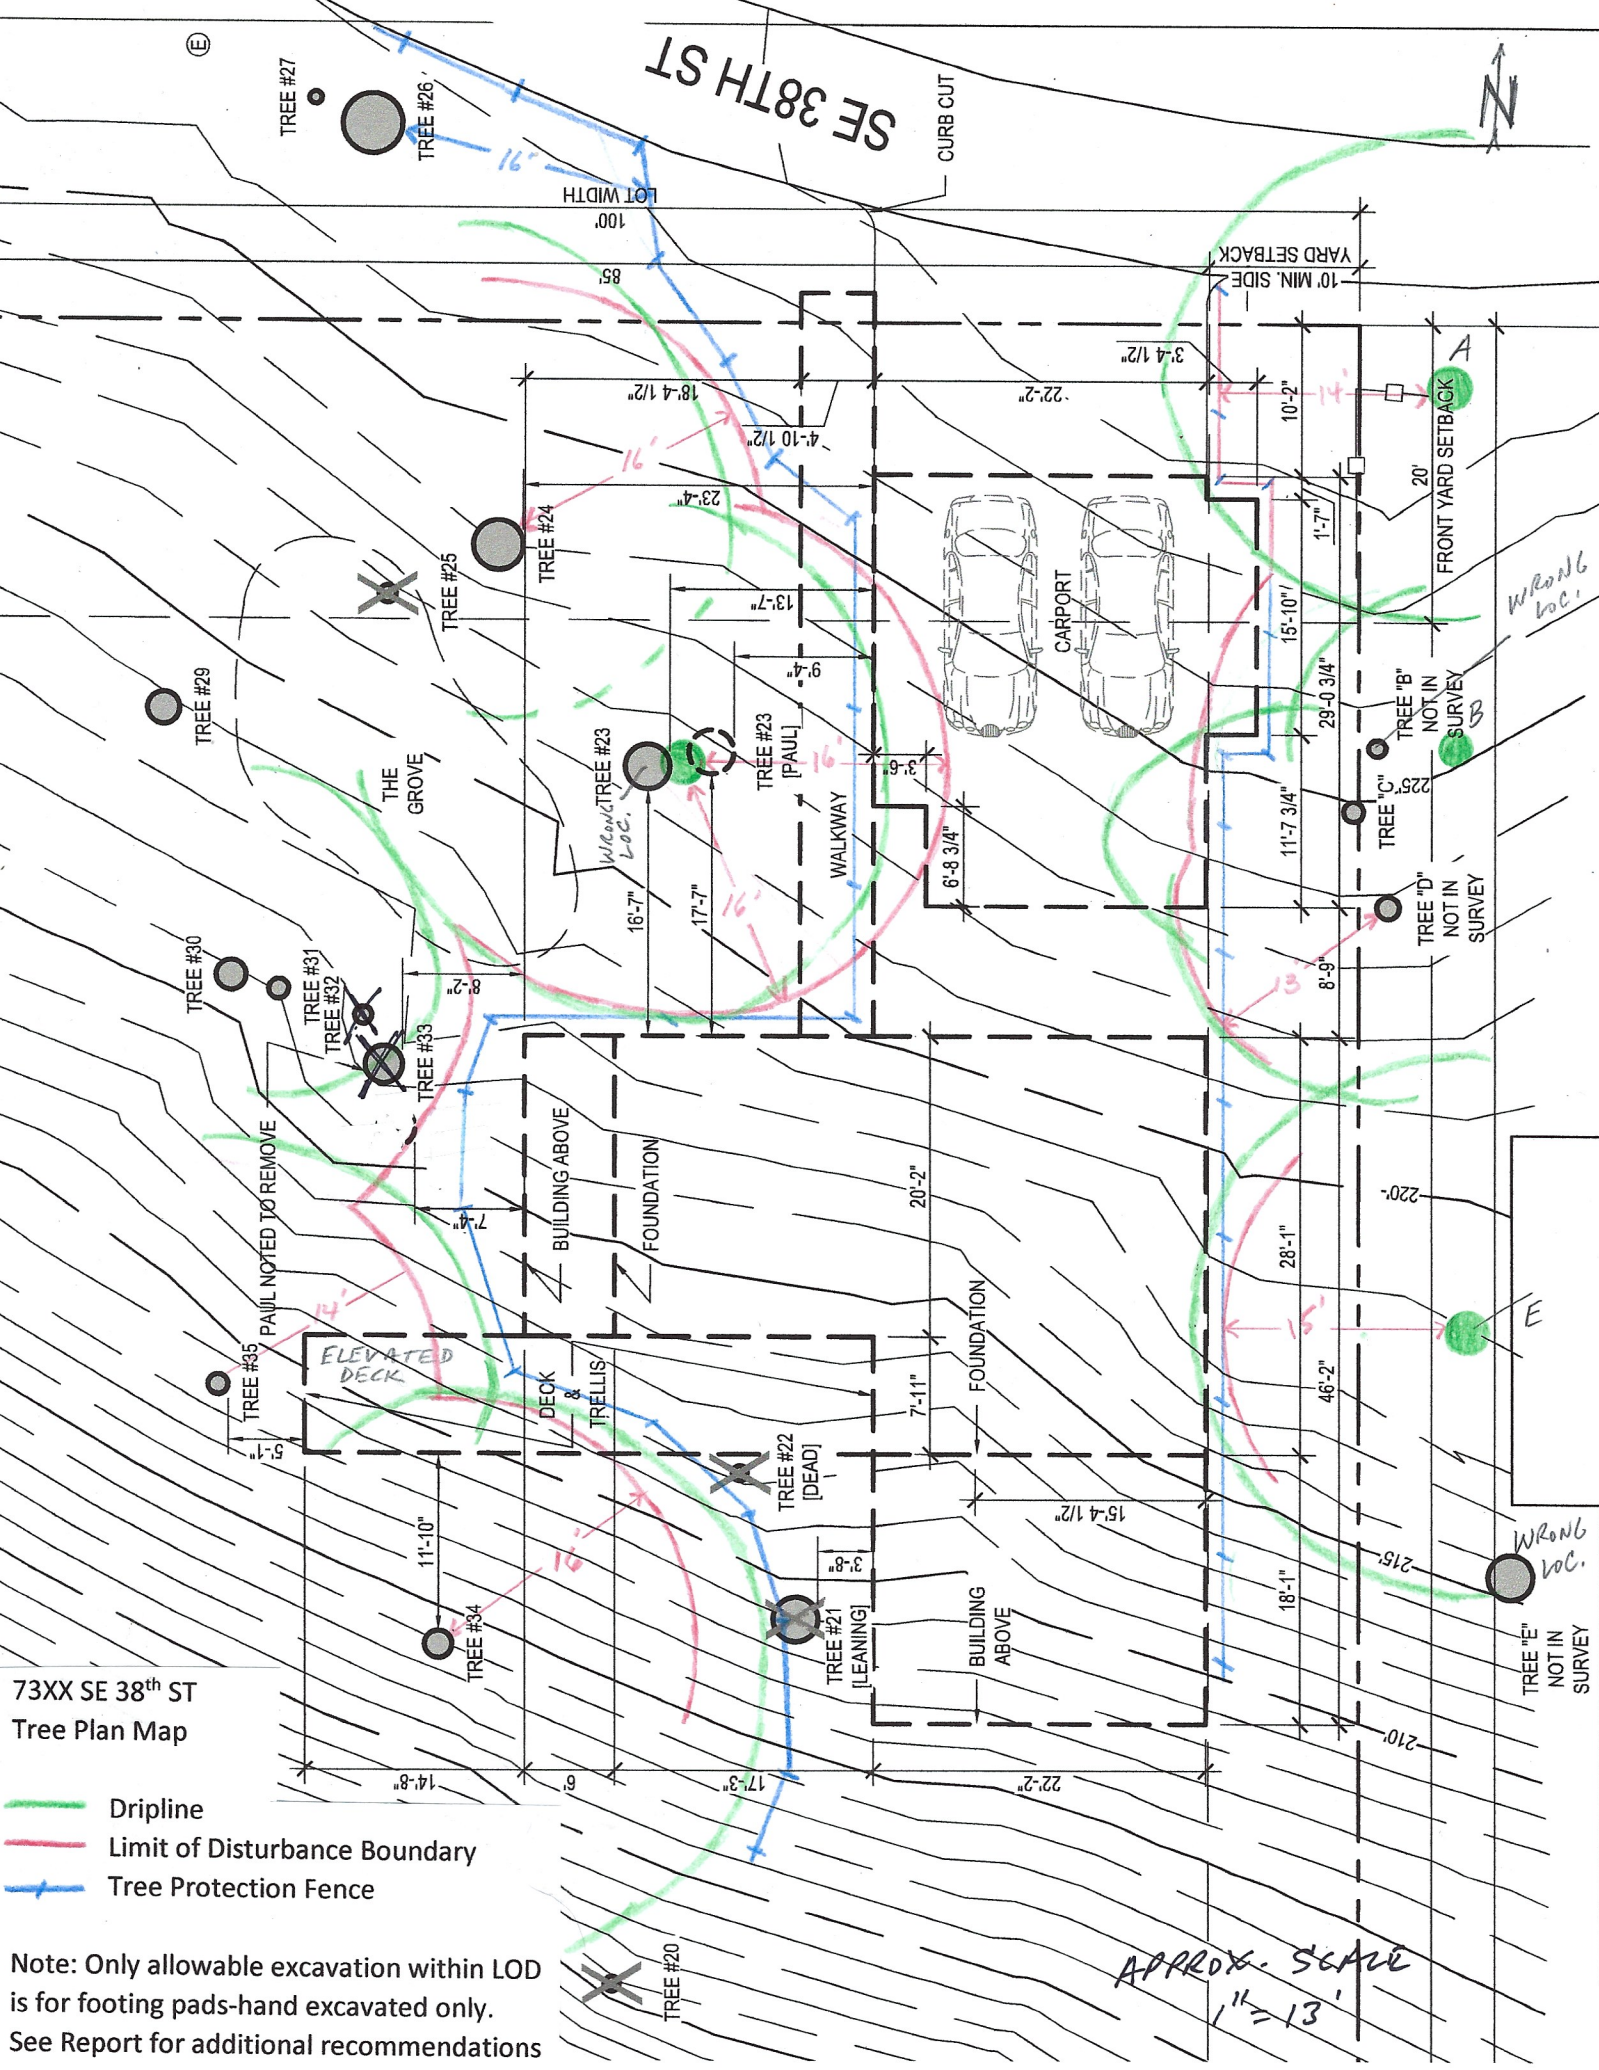 E
TREE #27
TREE #26
16'
SE 38TH ST
CURB CUT
N
LOT WIDTH
100'
85'
10' MIN. SIDE
YARD SETBACK
18'-4 1/2"
4'-10 1/2"
22'-2"
3'-4 1/2"
10'-2"
14'
A
16'
23'-4"
TREE #24
TREE #25
13'-7"
9'-4"
CARPORT
1'-7"
15'-10"
29'-0 3/4"
20'
FRONT YARD SETBACK
WRONG
LOC.
TREE #29
THE
GROVE
TREE #23
WRONG
LOC.
TREE #23
[PAUL]
16'
3'-6"
16'
WALKWAY
6'-8 3/4"
11'-7 3/4"
TREE "B"
NOT IN
SURVEY
B
225'
TREE "C"
16'-7"
17'-7"
TREE "D"
NOT IN
SURVEY
13'
8'-9"
TREE #30
TREE #31
TREE #32
TREE #33
8'-2"
PAUL NOTED TO REMOVE
7'-4"
BUILDING ABOVE
FOUNDATION
20'-2"
28'-1"
220'
14'
TREE #35
5'-1"
ELEVATED
DECK
DECK
&
TRELLIS
7'-11"
FOUNDATION
15'
46'-2"
E
11'-10"
16'
TREE #22
[DEAD]
15'-4 1/2"
3'-8"
TREE #34
TREE #21
[LEANING]
BUILDING
ABOVE
18'-1"
215'
WRONG
LOC.
TREE "E"
NOT IN
SURVEY
210'
14'-8"
6'
17'-3"
22'-2"
73XX SE 38th ST
Tree Plan Map
Dripline
Limit of Disturbance Boundary
Tree Protection Fence
Note: Only allowable excavation within LOD
is for footing pads-hand excavated only.
See Report for additional recommendations
TREE #20
APPROX. SCALE
1" = 13'